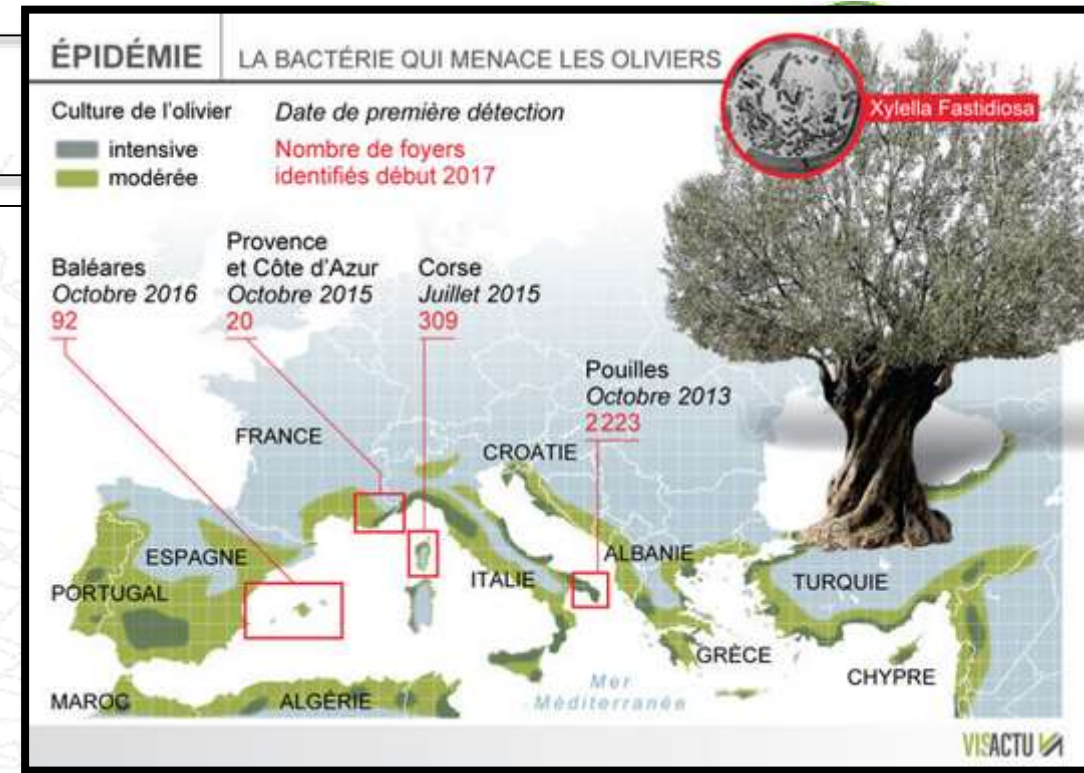 ÉPIDÉMIE
LA BACTÉRIE QUI MENACE LES OLIVIERS
Xylella Fastidiosa
Culture de l'olivier
intensive
modérée
Date de première détection
Nombre de foyers
identifiés début 2017
Baléares
Octobre 2016
92
Provence
et Côte d'Azur
Octobre 2015
20
Corse
Juillet 2015
309
Pouilles
Octobre 2013
2 223
FRANCE
CROATIE
ESPAGNE
PORTUGAL
ITALIE
ALBANIE
TURQUIE
GRÈCE
CHYPRE
MAROC
ALGÉRIE
Mer
Méditerranée
VISACTU